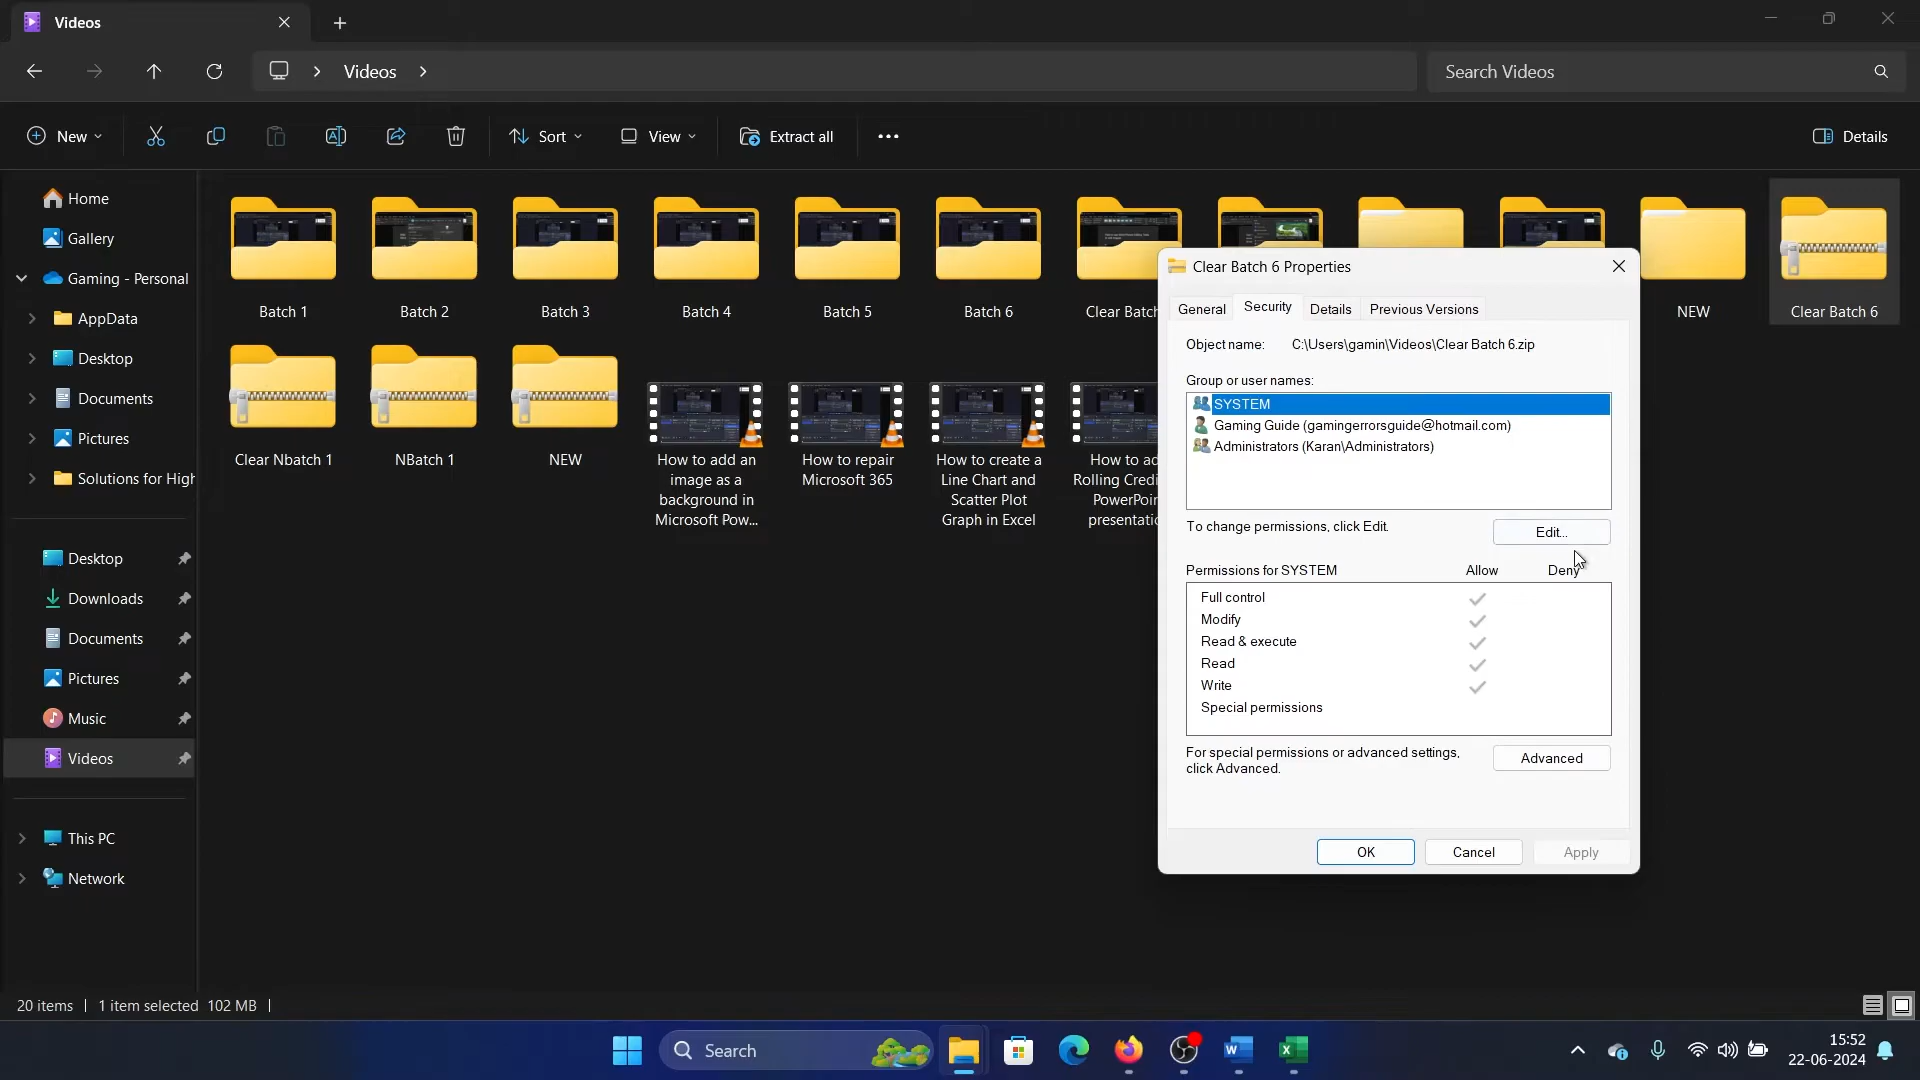 Videos
Videos
Search Videos
New
Sort
View
Extract all
Details
Home
Gallery
Gaming - Personal
AppData
Desktop
Documents
Pictures
Solutions for High
Desktop
Downloads
Documents
Pictures
Music
Videos
This PC
Network
Batch 1
Batch 2
Batch 3
Batch 4
Batch 5
Batch 6
Clear Batch
NEW
Clear Batch 6
Clear Nbatch 1
NBatch 1
NEW
How to add an
image as a
background in
Microsoft Pow...
How to repair
Microsoft 365
How to create a
Line Chart and
Scatter Plot
Graph in Excel
How to ad
Rolling Credi
PowerPoin
presentatio
Clear Batch 6 Properties
General
Security
Details
Previous Versions
Object name: C:\Users\gamin\Videos\Clear Batch 6.zip
Group or user names:
SYSTEM
Gaming Guide (gamingerrorsguide@hotmail.com)
Administrators (Karan\Administrators)
To change permissions, click Edit.
Edit...
Permissions for SYSTEM Allow Deny
Full control
Modify
Read & execute
Read
Write
Special permissions
For special permissions or advanced settings,
click Advanced.
Advanced
OK
Cancel
Apply
20 items | 1 item selected 102 MB |
Search
15:52
22-06-2024